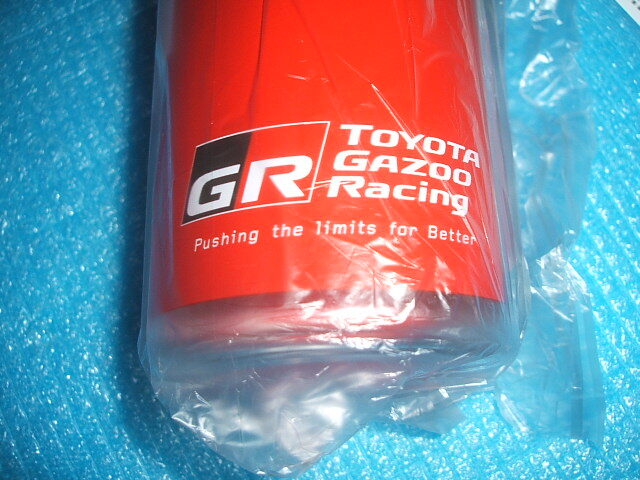 GR
TOYOTA
GAZOO
Racing
Pushing the limits for Better